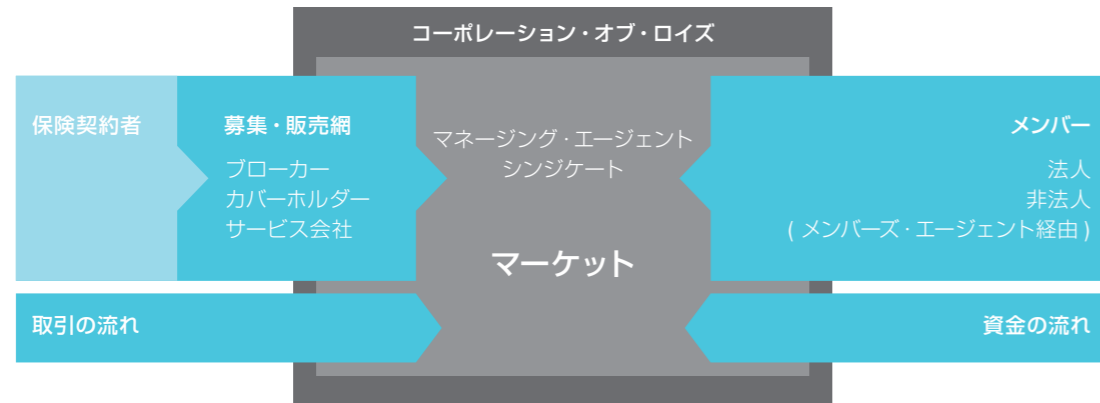 コーポレーション・オブ・ロイズ
保険契約者
募集・販売網
ブローカー
カバーホルダー
サービス会社
マネージング・エージェント
シンジケート
マーケット
メンバー
法人
非法人
( メンバーズ・エージェント経由 )
取引の流れ
資金の流れ